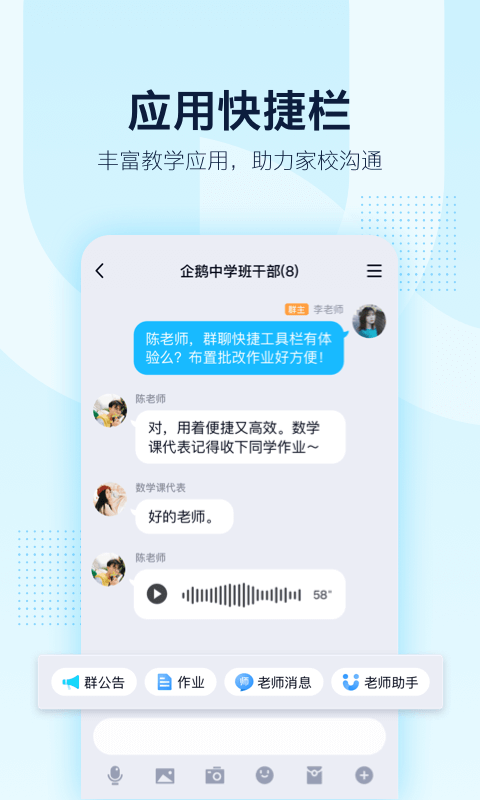 应用快捷栏
丰富教学应用，助力家校沟通
企鹅中学班干部(8)
群主 李老师
陈老师，群聊快捷工具栏有体
验么？布置批改作业好方便！
陈老师
对，用着便捷又高效。数学
课代表记得收下同学作业～
数学课代表
好的老师。
陈老师
58"
群公告 作业 师 老师消息 老师助手